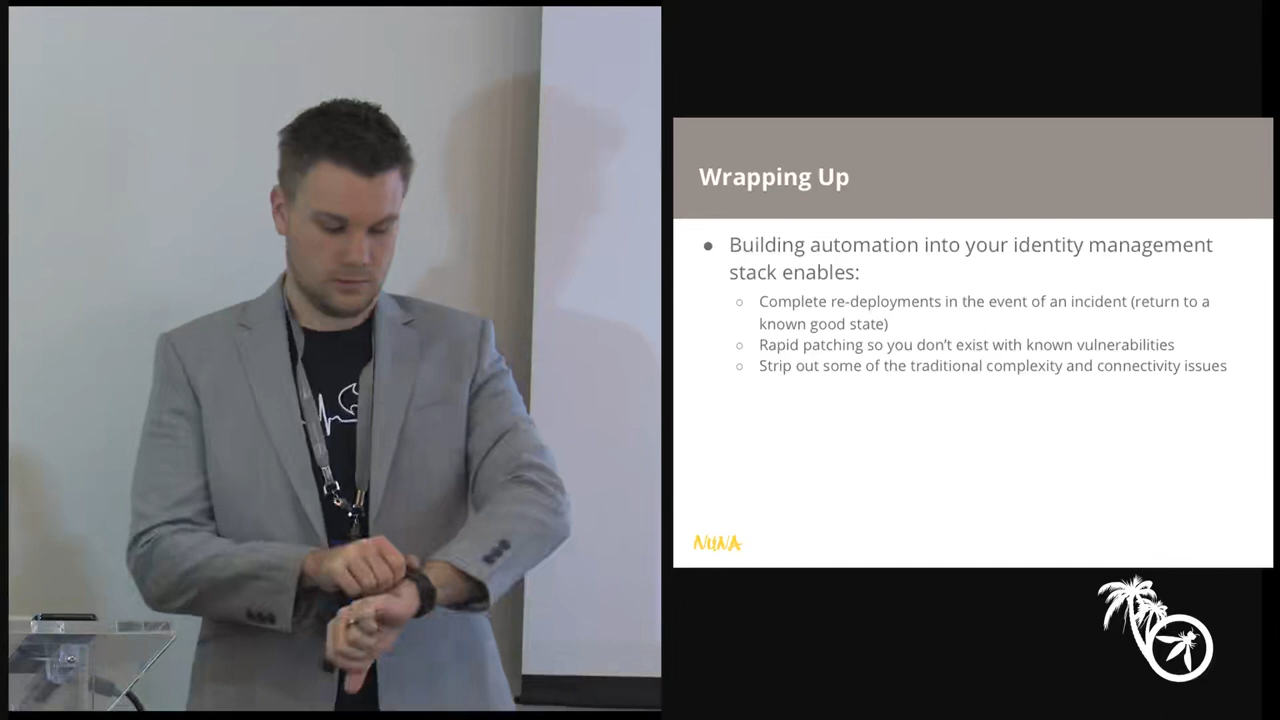 Wrapping Up
● Building automation into your identity management
stack enables:
○ Complete re-deployments in the event of an incident (return to a
known good state)
○ Rapid patching so you don’t exist with known vulnerabilities
○ Strip out some of the traditional complexity and connectivity issues
NUNA